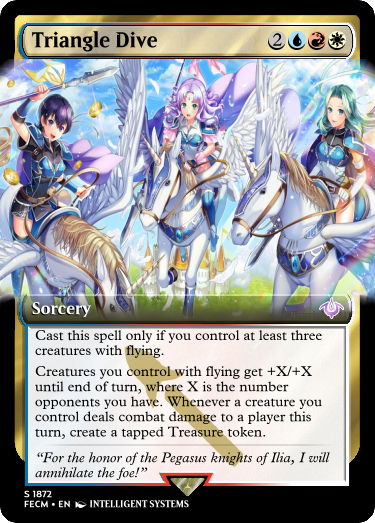 Triangle Dive 2
Sorcery
Cast this spell only if you control at least three
creatures with flying.
Creatures you control with flying get +X/+X
until end of turn, where X is the number
opponents you have. Whenever a creature you
control deals combat damage to a player this
turn, create a tapped Treasure token.
“For the honor of the Pegasus knights of Ilia, I will
annihilate the foe!”
S 1872
FECM • EN INTELLIGENT SYSTEMS